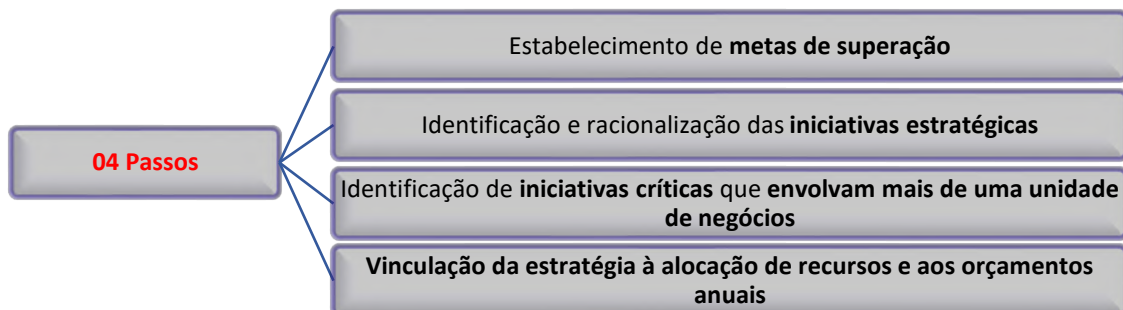 Estabelecimento de metas de superação
Identificação e racionalização das iniciativas estratégicas
04 Passos
Identificação de iniciativas críticas que envolvam mais de uma unidade
de negócios
Vinculação da estratégia à alocação de recursos e aos orçamentos
anuais